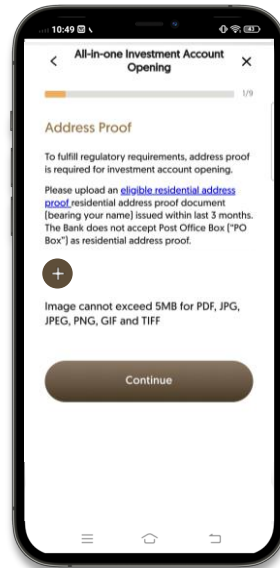 10:49
All-in-one Investment Account
Opening
1/9
Address Proof
To fulfill regulatory requirements, address proof
is required for investment account opening.
Please upload an eligible residential address
proof residential address proof document
(bearing your name) issued within last 3 months.
The Bank does not accept Post Office Box ("PO
Box") as residential address proof.
Image cannot exceed 5MB for PDF, JPG,
JPEG, PNG, GIF and TIFF
Continue